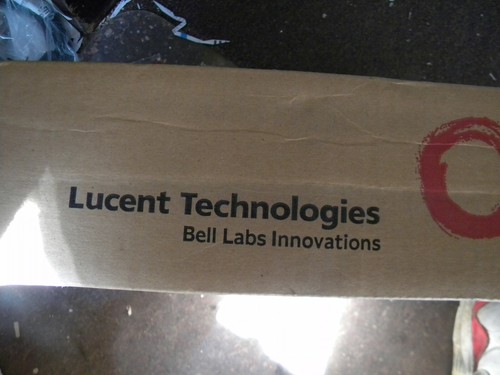 Lucent Technologies
Bell Labs Innovations